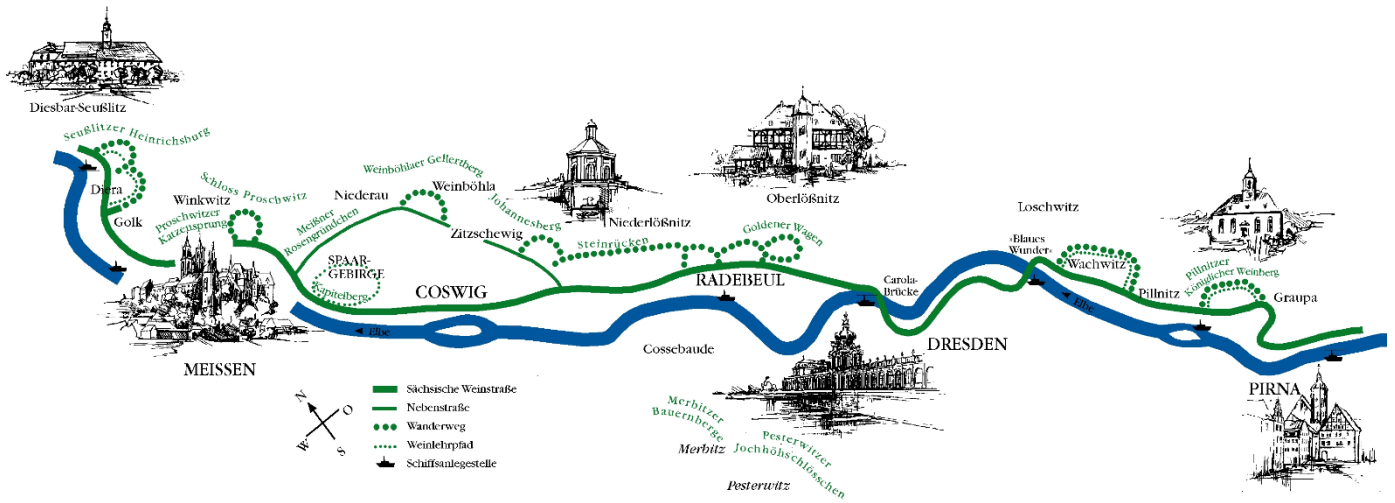 Diesbar-Seußlitz
Seußlitzer Heinrichsburg
Diera
Golk
Winkwitz
Proschwitzer
Katzensprung
Schloss Proschwitz
MEISSEN
Meißner
Rosengründchen
Niederau
Weinböhlaer Gellertberg
Weinböhla
SPAAR-
GEBIRGE
Kapitelberg
COSWIG
Zitzschewig
Johannesberg
Steinrücken
Niederlößnitz
Elbe
RADEBEUL
Goldener Wagen
Oberlößnitz
Cossebaude
Carola-
Brücke
DRESDEN
Loschwitz
»Blaues
Wunder«
Wachwitz
Elbe
Pillnitz
Pillnitzer
Königlicher Weinberg
Graupa
PIRNA
Merbitzer
Bauernberge
Merbitz
Pesterwitzer
Jochhöhschlösschen
Pesterwitz
N
O
W
S
Sächsische Weinstraße
Nebenstraße
Wanderweg
Weinlehrpfad
Schiffsanlegestelle